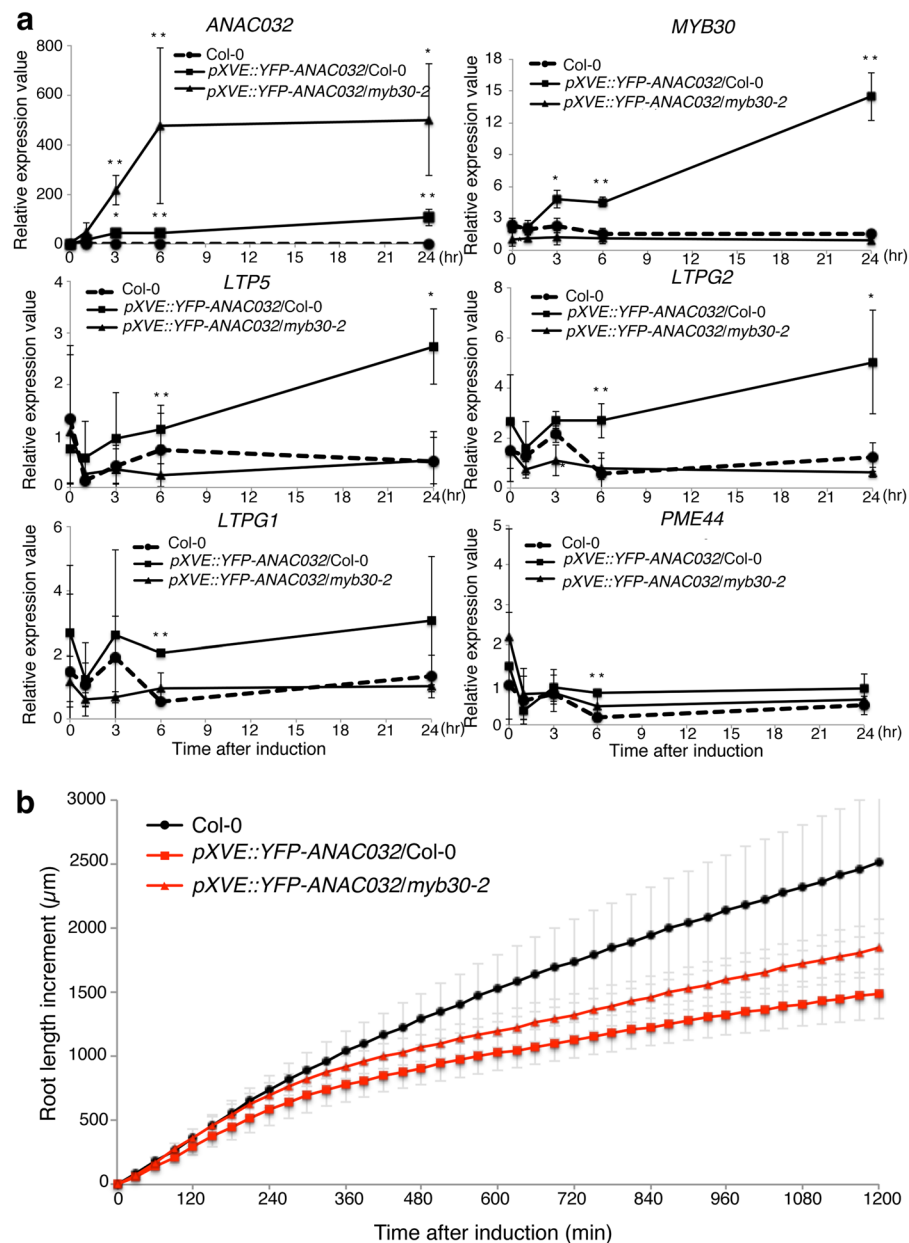 a
ANAC032
Col-0
pXVE::YFP-ANAC032/Col-0
pXVE::YFP-ANAC032/myb30-2
Relative expression value
800
600
400
200
0
** * ** ** * **
0 3 6 9 12 15 18 21 24 (hr)
MYB30
Col-0
pXVE::YFP-ANAC032/Col-0
pXVE::YFP-ANAC032/myb30-2
Relative expression value
18
15
12
9
6
3
0
* ** **
0 3 6 9 12 15 18 21 24 (hr)
LTP5
Col-0
pXVE::YFP-ANAC032/Col-0
pXVE::YFP-ANAC032/myb30-2
Relative expression value
4
3
2
1
0
** *
0 3 6 9 12 15 18 21 24 (hr)
LTPG2
Col-0
pXVE::YFP-ANAC032/Col-0
pXVE::YFP-ANAC032/myb30-2
Relative expression value
8
6
4
2
0
* ** *
0 3 6 9 12 15 18 21 24 (hr)
LTPG1
Col-0
pXVE::YFP-ANAC032/Col-0
pXVE::YFP-ANAC032/myb30-2
Relative expression value
6
4
2
0
**
0 3 6 9 12 15 18 21 24 (hr)
Time after induction
PME44
Col-0
pXVE::YFP-ANAC032/Col-0
pXVE::YFP-ANAC032/myb30-2
Relative expression value
5
4
3
2
1
0
**
0 3 6 9 12 15 18 21 24 (hr)
Time after induction
b
Col-0
pXVE::YFP-ANAC032/Col-0
pXVE::YFP-ANAC032/myb30-2
Root length increment (µm)
3000
2500
2000
1500
1000
500
0
0 120 240 360 480 600 720 840 960 1080 1200
Time after induction (min)